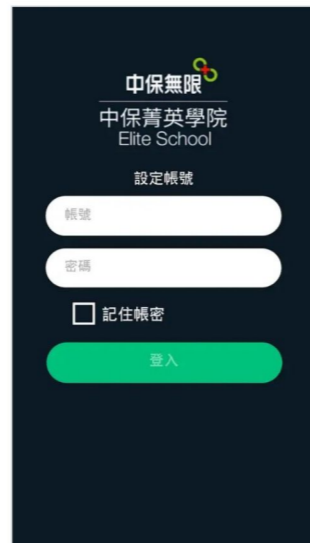 中保無限
中保菁英學院
Elite School
設定帳號
帳號
密碼
記住帳密
登入